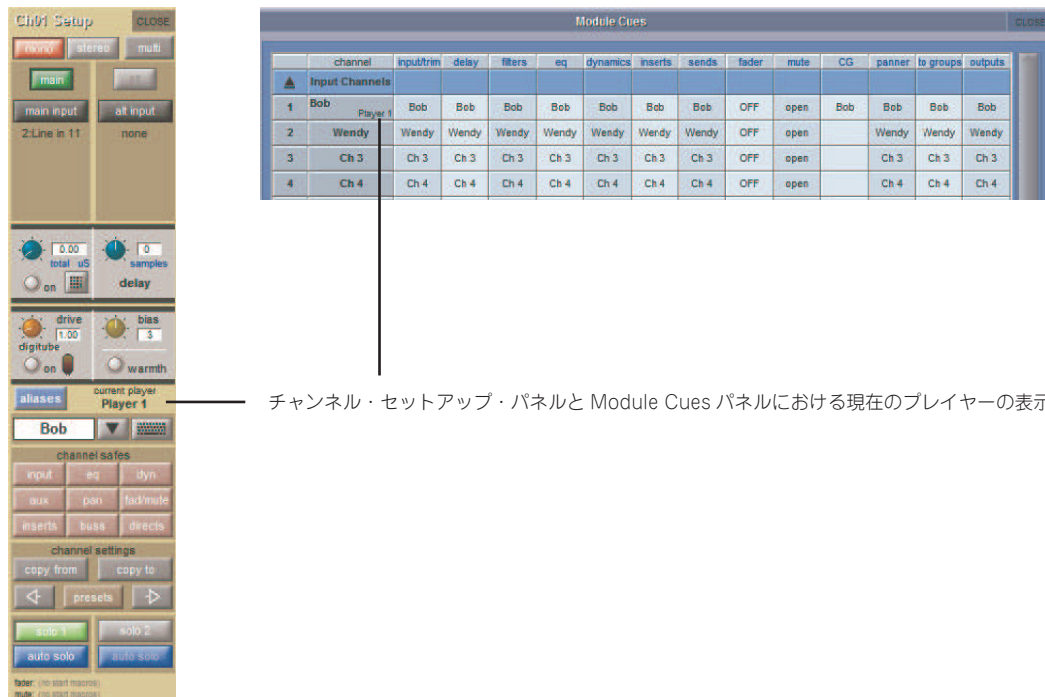 Ch01 Setup CLOSE
mono stereo multi
main alt
main input alt input
2:Line in 11 none
0.00 0
total uS samples
on delay
drive bias
1.00 3
digitube
on warmth
aliases current player
Player 1
Bob
channel safes
input eq dyn
aux pan fad/mute
inserts buss directs
channel settings
copy from copy to
presets
solo 1 solo 2
auto solo auto solo
fader: (no start macros)
mute: (no start macros)
Module Cues CLOSE
channel input/trim delay filters eq dynamics inserts sends fader mute CG panner to groups outputs
Input Channels
1 Bob Player 1 Bob Bob Bob Bob Bob Bob Bob OFF open Bob Bob Bob Bob
2 Wendy Wendy Wendy Wendy Wendy Wendy Wendy Wendy OFF open Wendy Wendy Wendy
3 Ch 3 Ch 3 Ch 3 Ch 3 Ch 3 Ch 3 Ch 3 Ch 3 OFF open Ch 3 Ch 3 Ch 3
4 Ch 4 Ch 4 Ch 4 Ch 4 Ch 4 Ch 4 Ch 4 Ch 4 OFF open Ch 4 Ch 4 Ch 4
チャンネル・セットアップ・パネルと Module Cues パネルにおける現在のプレイヤーの表示